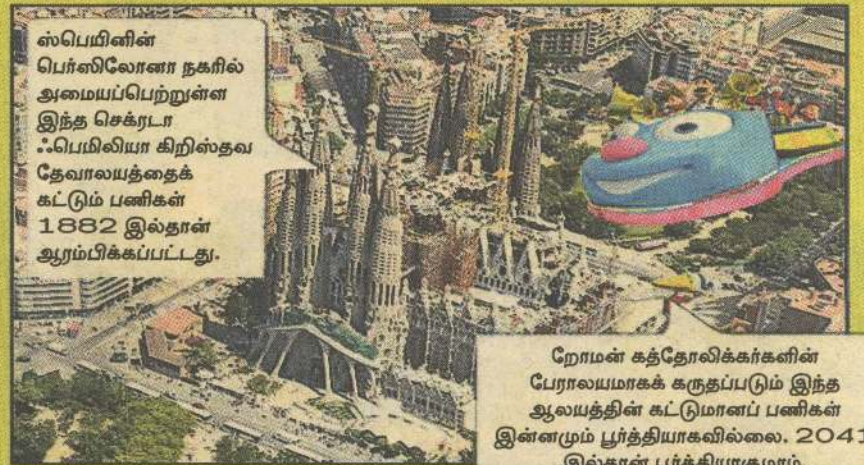 ஸ்பெயினின்
பெர்ஸிலோனா நகரில்
அமையப்பெற்றுள்ள
இந்த செக்ரடா
ஃபெமிலியா கிறிஸ்தவ
தேவாலயத்தைக்
கட்டும் பணிகள்
1882 இல்தான்
ஆரம்பிக்கப்பட்டது.
றோமன் கத்தோலிக்கர்களின்
பேராலயமாகக் கருதப்படும் இந்த
ஆலயத்தின் கட்டுமானப் பணிகள்
இன்னமும் பூர்த்தியாகவில்லை. 2041
இல்தான் பூர்த்தியாகுமாம்